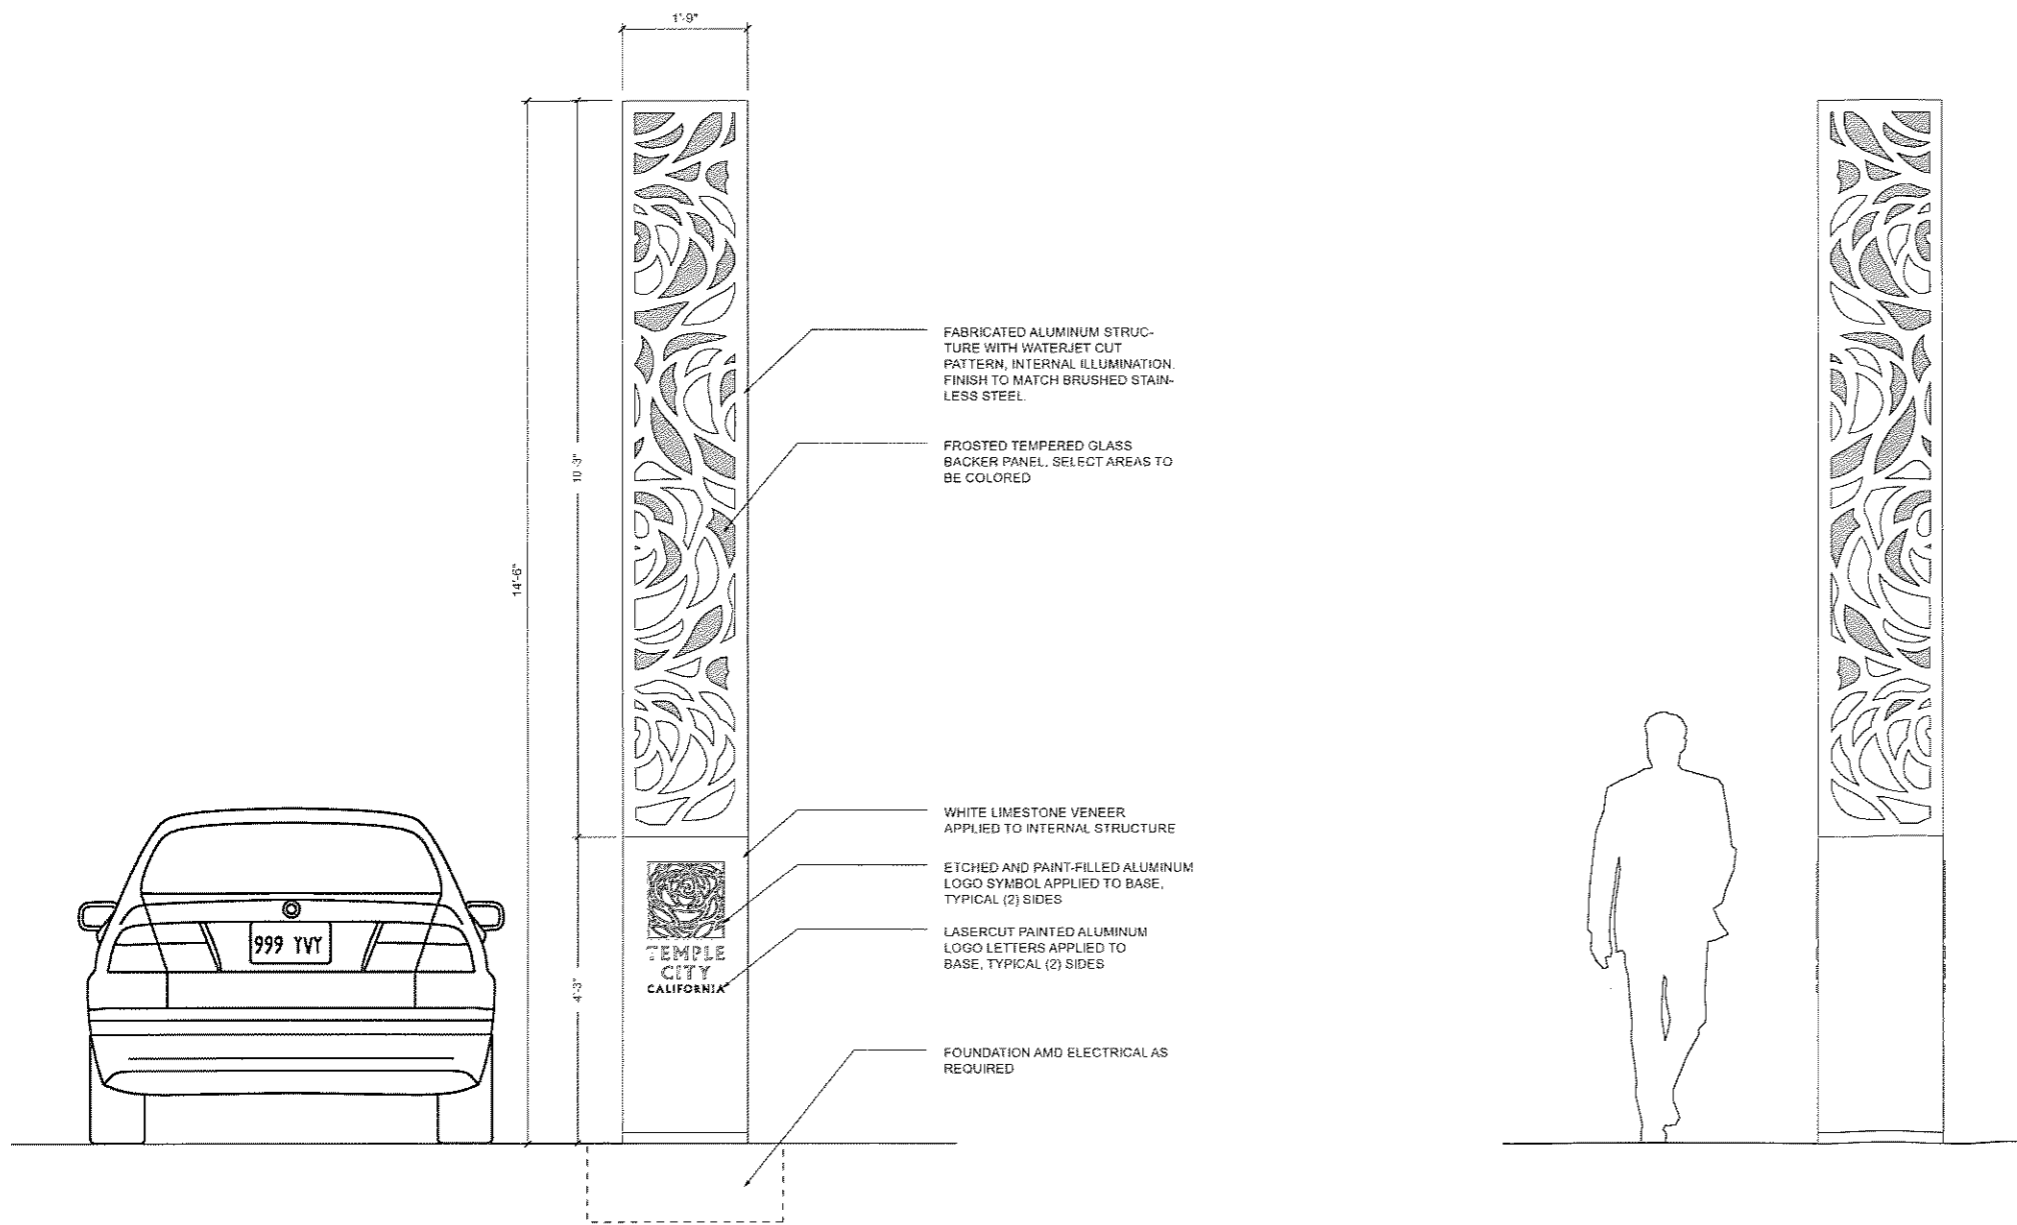 1'-9"
FABRICATED ALUMINUM STRUC-
TURE WITH WATERJET CUT
PATTERN, INTERNAL ILLUMINATION.
FINISH TO MATCH BRUSHED STAIN-
LESS STEEL.
FROSTED TEMPERED GLASS
BACKER PANEL, SELECT AREAS TO
BE COLORED
10'-3"
14'-6"
WHITE LIMESTONE VENEER
APPLIED TO INTERNAL STRUCTURE
ETCHED AND PAINT-FILLED ALUMINUM
LOGO SYMBOL APPLIED TO BASE,
TYPICAL (2) SIDES
LASERCUT PAINTED ALUMINUM
LOGO LETTERS APPLIED TO
BASE, TYPICAL (2) SIDES
999 YVY
TEMPLE
CITY
CALIFORNIA
4'-3"
FOUNDATION AMD ELECTRICAL AS
REQUIRED